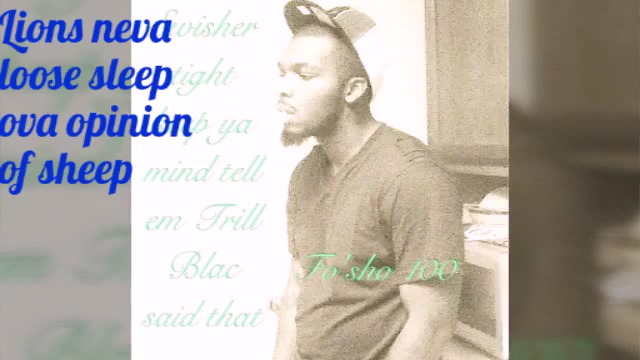 Lions neva
loose sleep
ova opinion
of sheep
Swisher
tight
ya
mind tell
em Trill
Blac
said that
Fo'sho 100